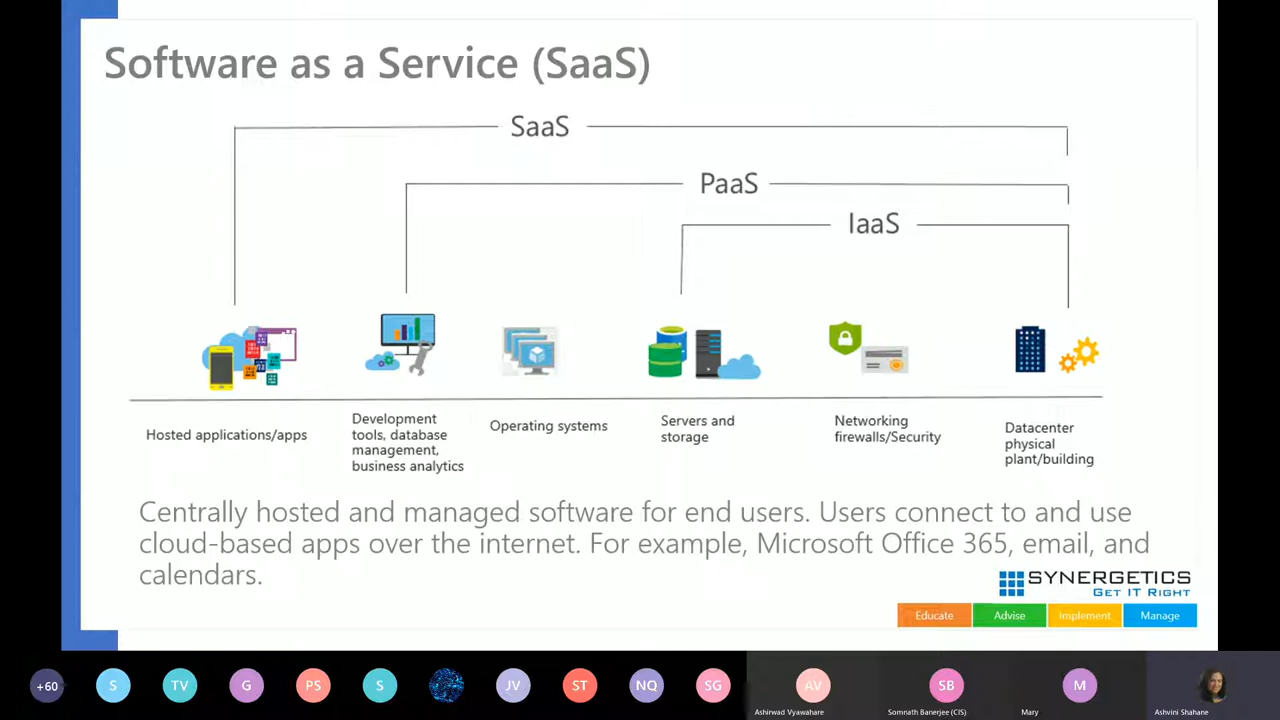 Software as a Service (SaaS)
SaaS
PaaS
IaaS
Hosted applications/apps
Development
tools, database
management,
business analytics
Operating systems
Servers and
storage
Networking
firewalls/Security
Datacenter
physical
plant/building
Centrally hosted and managed software for end users. Users connect to and use
cloud-based apps over the internet. For example, Microsoft Office 365, email, and
calendars.
SYNERGETICS
GET IT RIGHT
Educate
Advise
Implement
Manage
+60
S
TV
G
PS
S
JV
ST
NQ
SG
AV
SB
M
Ashirwad Vyawahare
Somnath Banerjee (CIS)
Mary
Ashvini Shahane